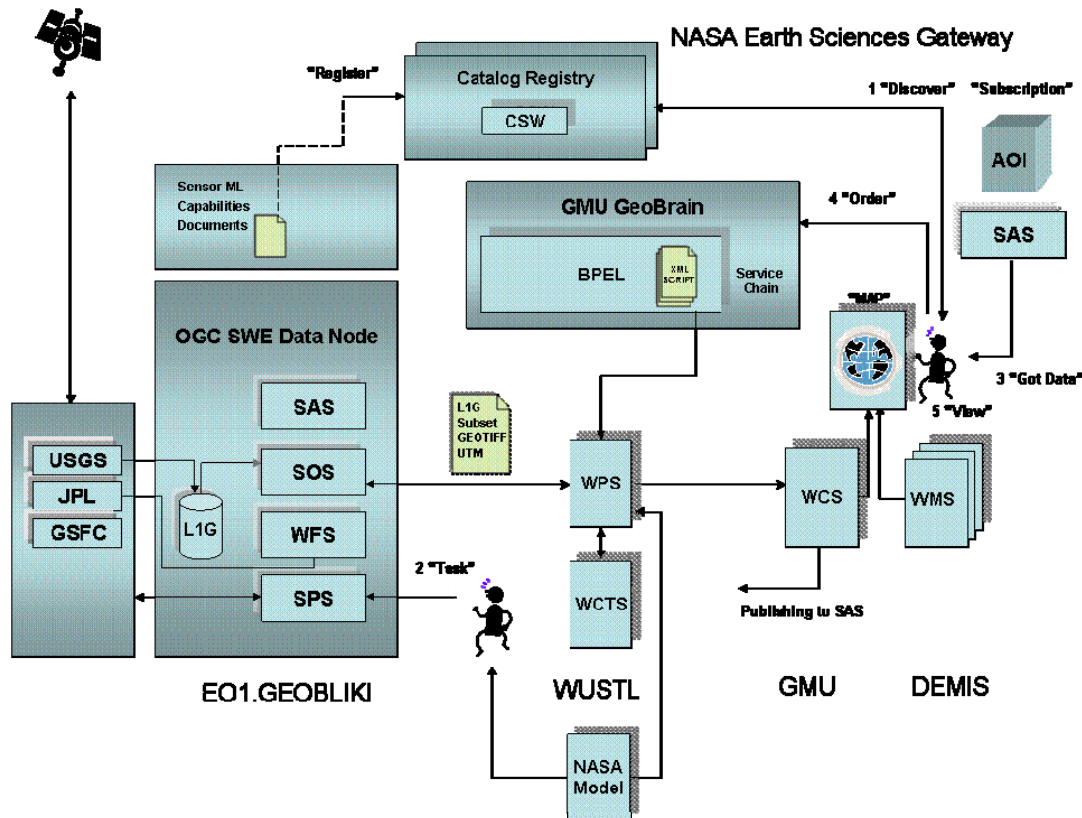 NASA Earth Sciences Gateway
"Register"
Catalog Registry
CSW
1 "Discover"
"Subscription"
AOI
SAS
Sensor ML
Capabilities
Documents
GMU GeoBrain
BPEL
XML
SCRIPT
Service
Chain
4 "Order"
"MAP"
3 "Got Data"
5 "View"
OGC SWE Data Node
SAS
SOS
WFS
SPS
USGS
JPL
GSFC
L1G
L1G
Subset
GEOTIFF
UTM
WPS
WCTS
WCS
WMS
2 "Task"
Publishing to SAS
EO1.GEOBLIKI
WUSTL
GMU
DEMIS
NASA
Model